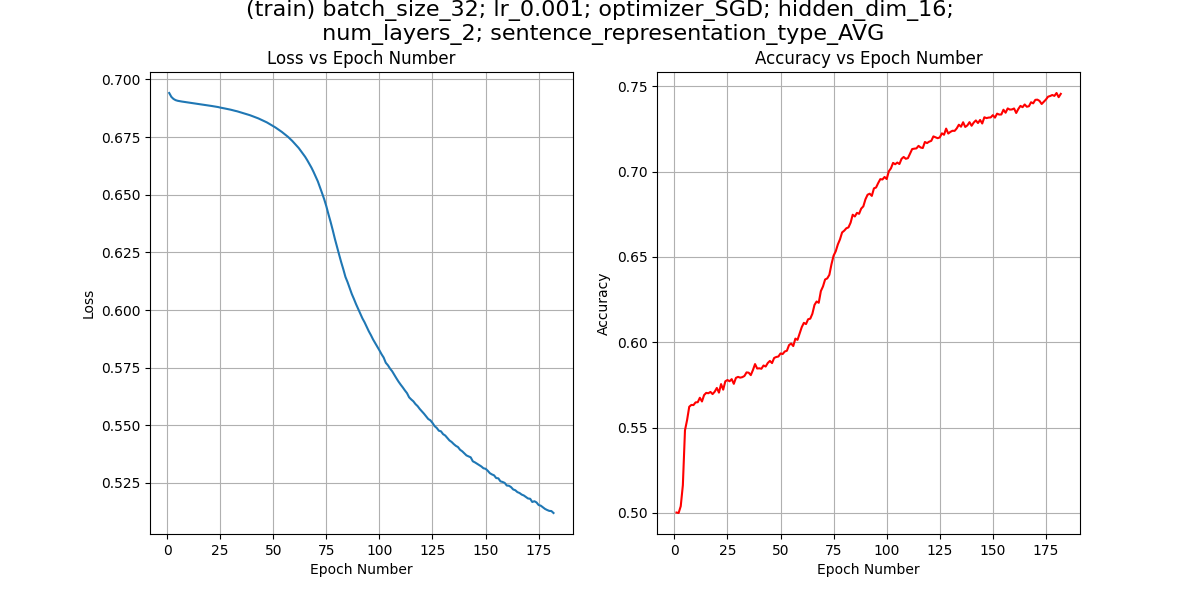 (train) batch_size_32; lr_0.001; optimizer_SGD; hidden_dim_16;
num_layers_2; sentence_representation_type_AVG
Loss vs Epoch Number
0.700
0.675
0.650
0.625
0.600
0.575
0.550
0.525
Loss
0 25 50 75 100 125 150 175
Epoch Number
Accuracy vs Epoch Number
0.75
0.70
0.65
0.60
0.55
0.50
Accuracy
0 25 50 75 100 125 150 175
Epoch Number